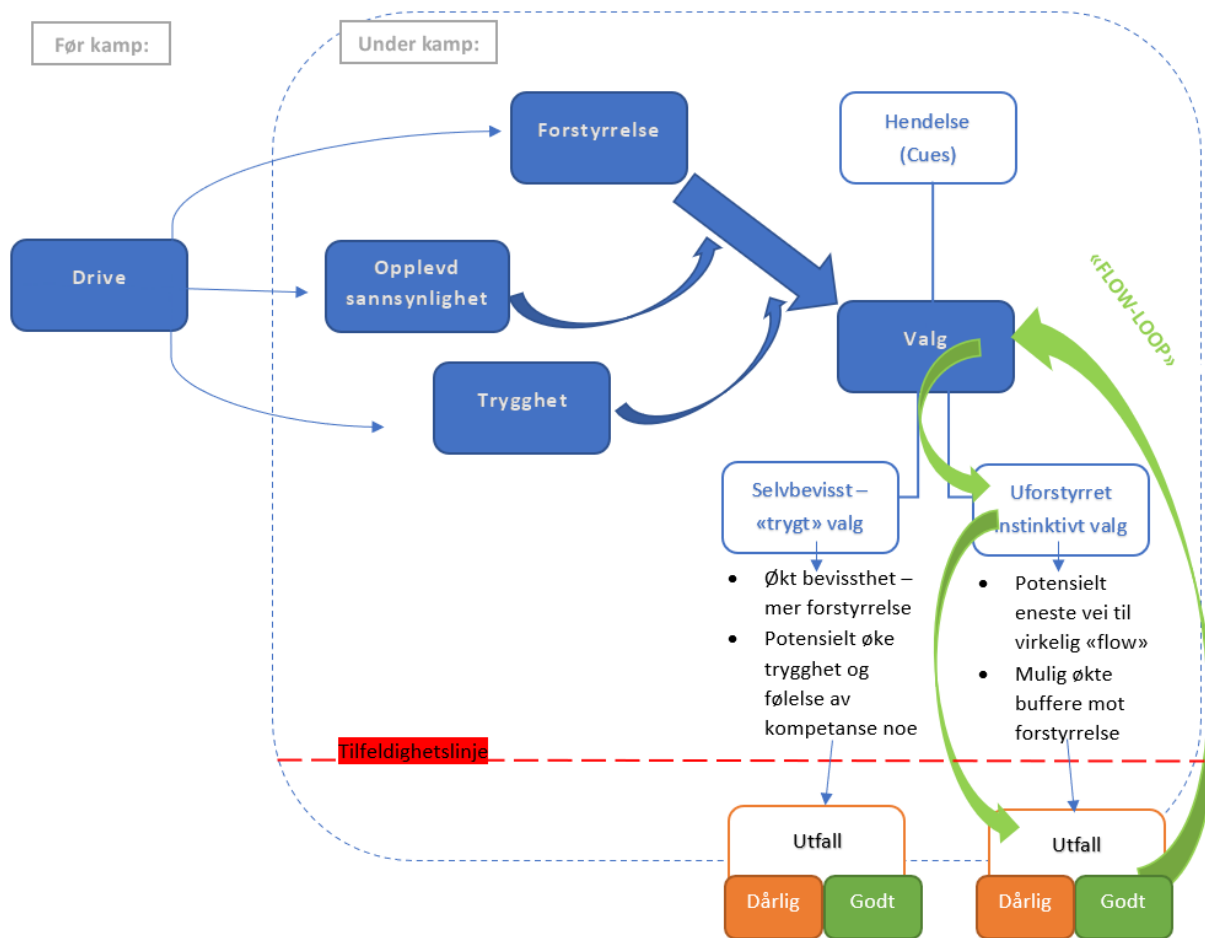 Før kamp:
Under kamp:
Forstyrrelse
Hendelse
(Cues)
Drive
Opplevd
sannsynlighet
«FLOW-LOOP»
Valg
Trygghet
Selvbevisst –
«trygt» valg
Uforstyrret
instinktivt valg
• Økt bevissthet –
mer forstyrrelse
• Potensielt øke
trygghet og
følelse av
kompetanse noe
• Potensielt
eneste vei til
virkelig «flow»
• Mulig økte
buffere mot
forstyrrelse
Tilfeldighetslinje
Utfall
Dårlig
Godt
Utfall
Dårlig
Godt